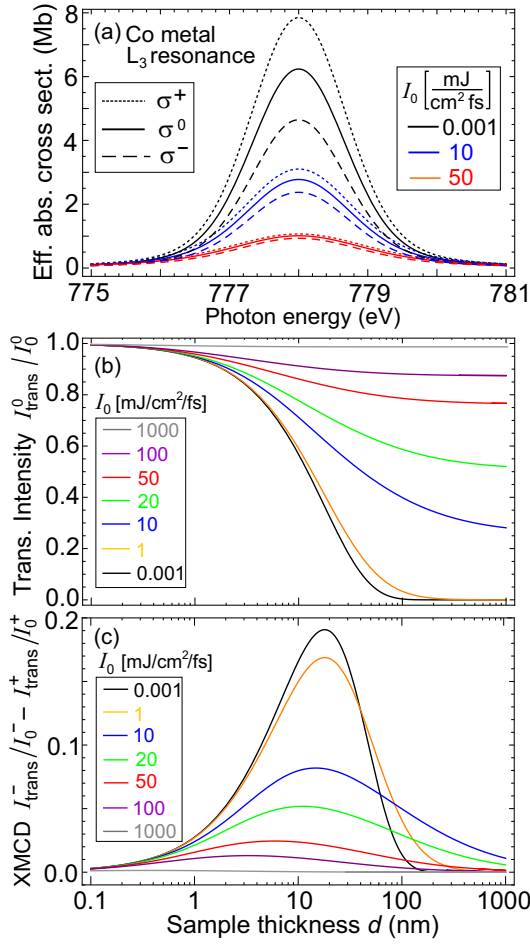 (a) Co metal
L₃ resonance
σ⁺
σ⁰
σ⁻
I₀ [mJ/cm² fs]
0.001
10
50
Eff. abs. cross sect. (Mb)
8
6
4
2
0
775 777 779 781
Photon energy (eV)
(b)
I₀ [mJ/cm²/fs]
1000
100
50
20
10
1
0.001
Trans. Intensity I⁰trans / I⁰₀
1.0
0.8
0.6
0.4
0.2
0.0
(c)
I₀ [mJ/cm²/fs]
0.001
1
10
20
50
100
1000
XMCD I⁻trans/I₀⁻ – I⁺trans/I₀⁺
0.2
0.1
0.0
0.1 1 10 100 1000
Sample thickness d (nm)